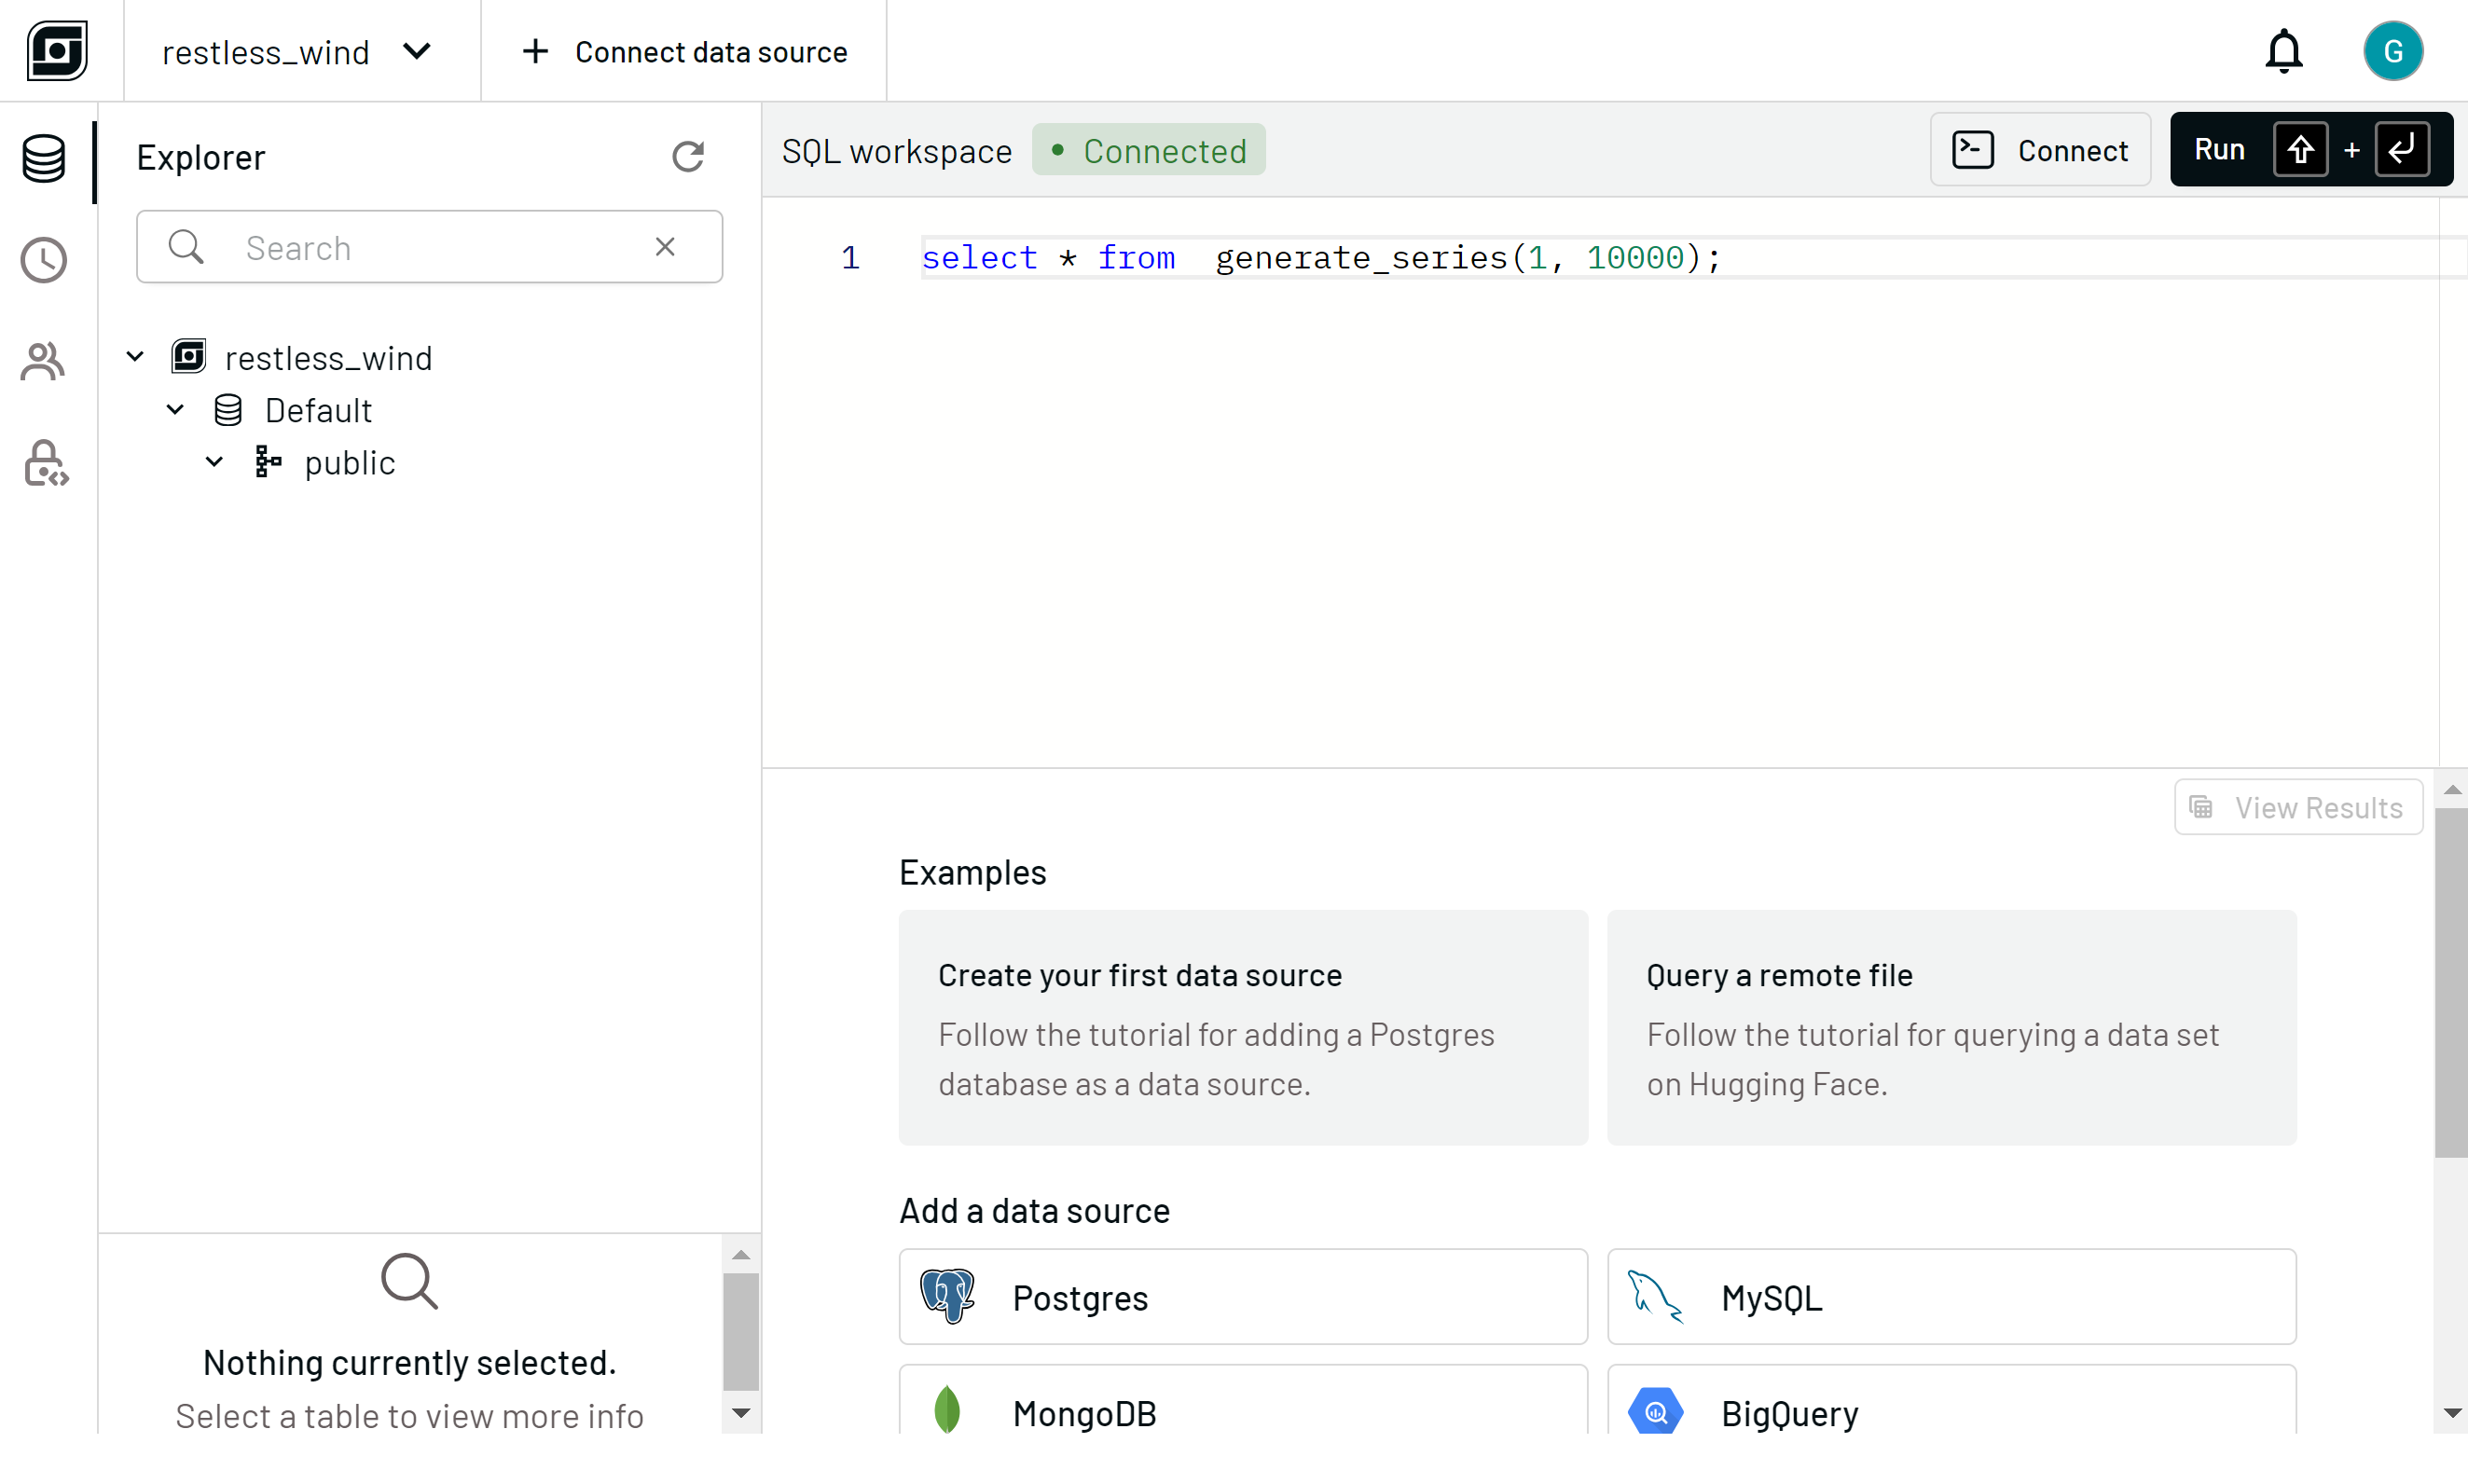 restless_wind
Connect data source
G
Explorer
Search
restless_wind
Default
public
Nothing currently selected.
Select a table to view more info
SQL workspace
Connected
Connect
Run +
1 select * from  generate_series(1, 10000);
View Results
Examples
Create your first data source
Follow the tutorial for adding a Postgres
database as a data source.
Query a remote file
Follow the tutorial for querying a data set
on Hugging Face.
Add a data source
Postgres
MySQL
MongoDB
BigQuery